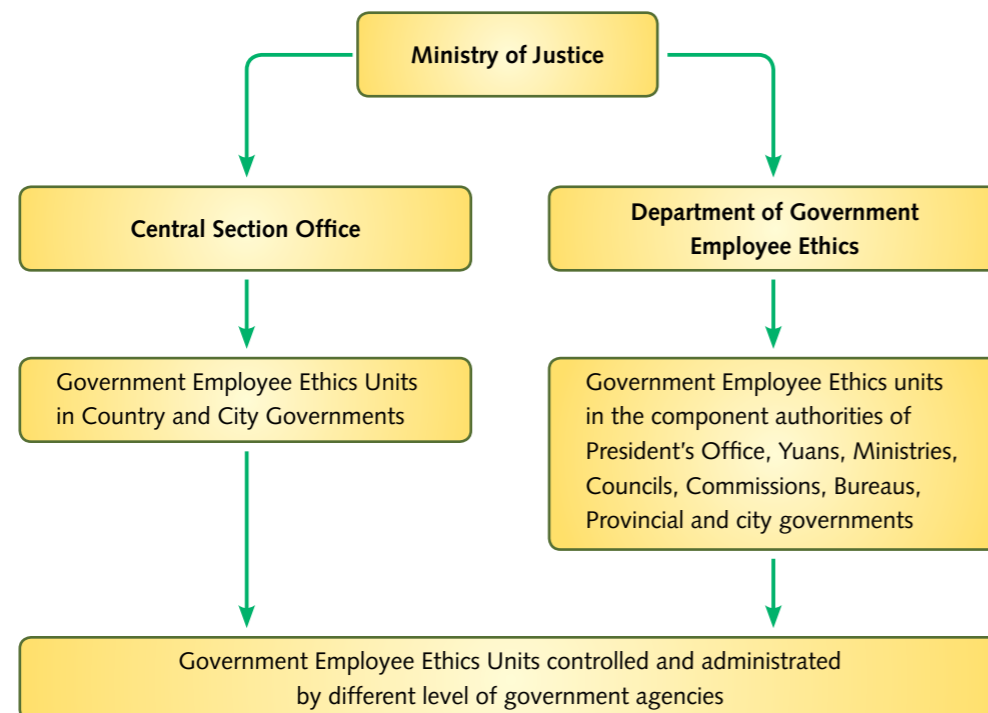 Ministry of Justice
Central Section Office
Department of Government
Employee Ethics
Government Employee Ethics Units
in Country and City Governments
Government Employee Ethics units
in the component authorities of
President's Office, Yuans, Ministries,
Councils, Commissions, Bureaus,
Provincial and city governments
Government Employee Ethics Units controlled and administrated
by different level of government agencies